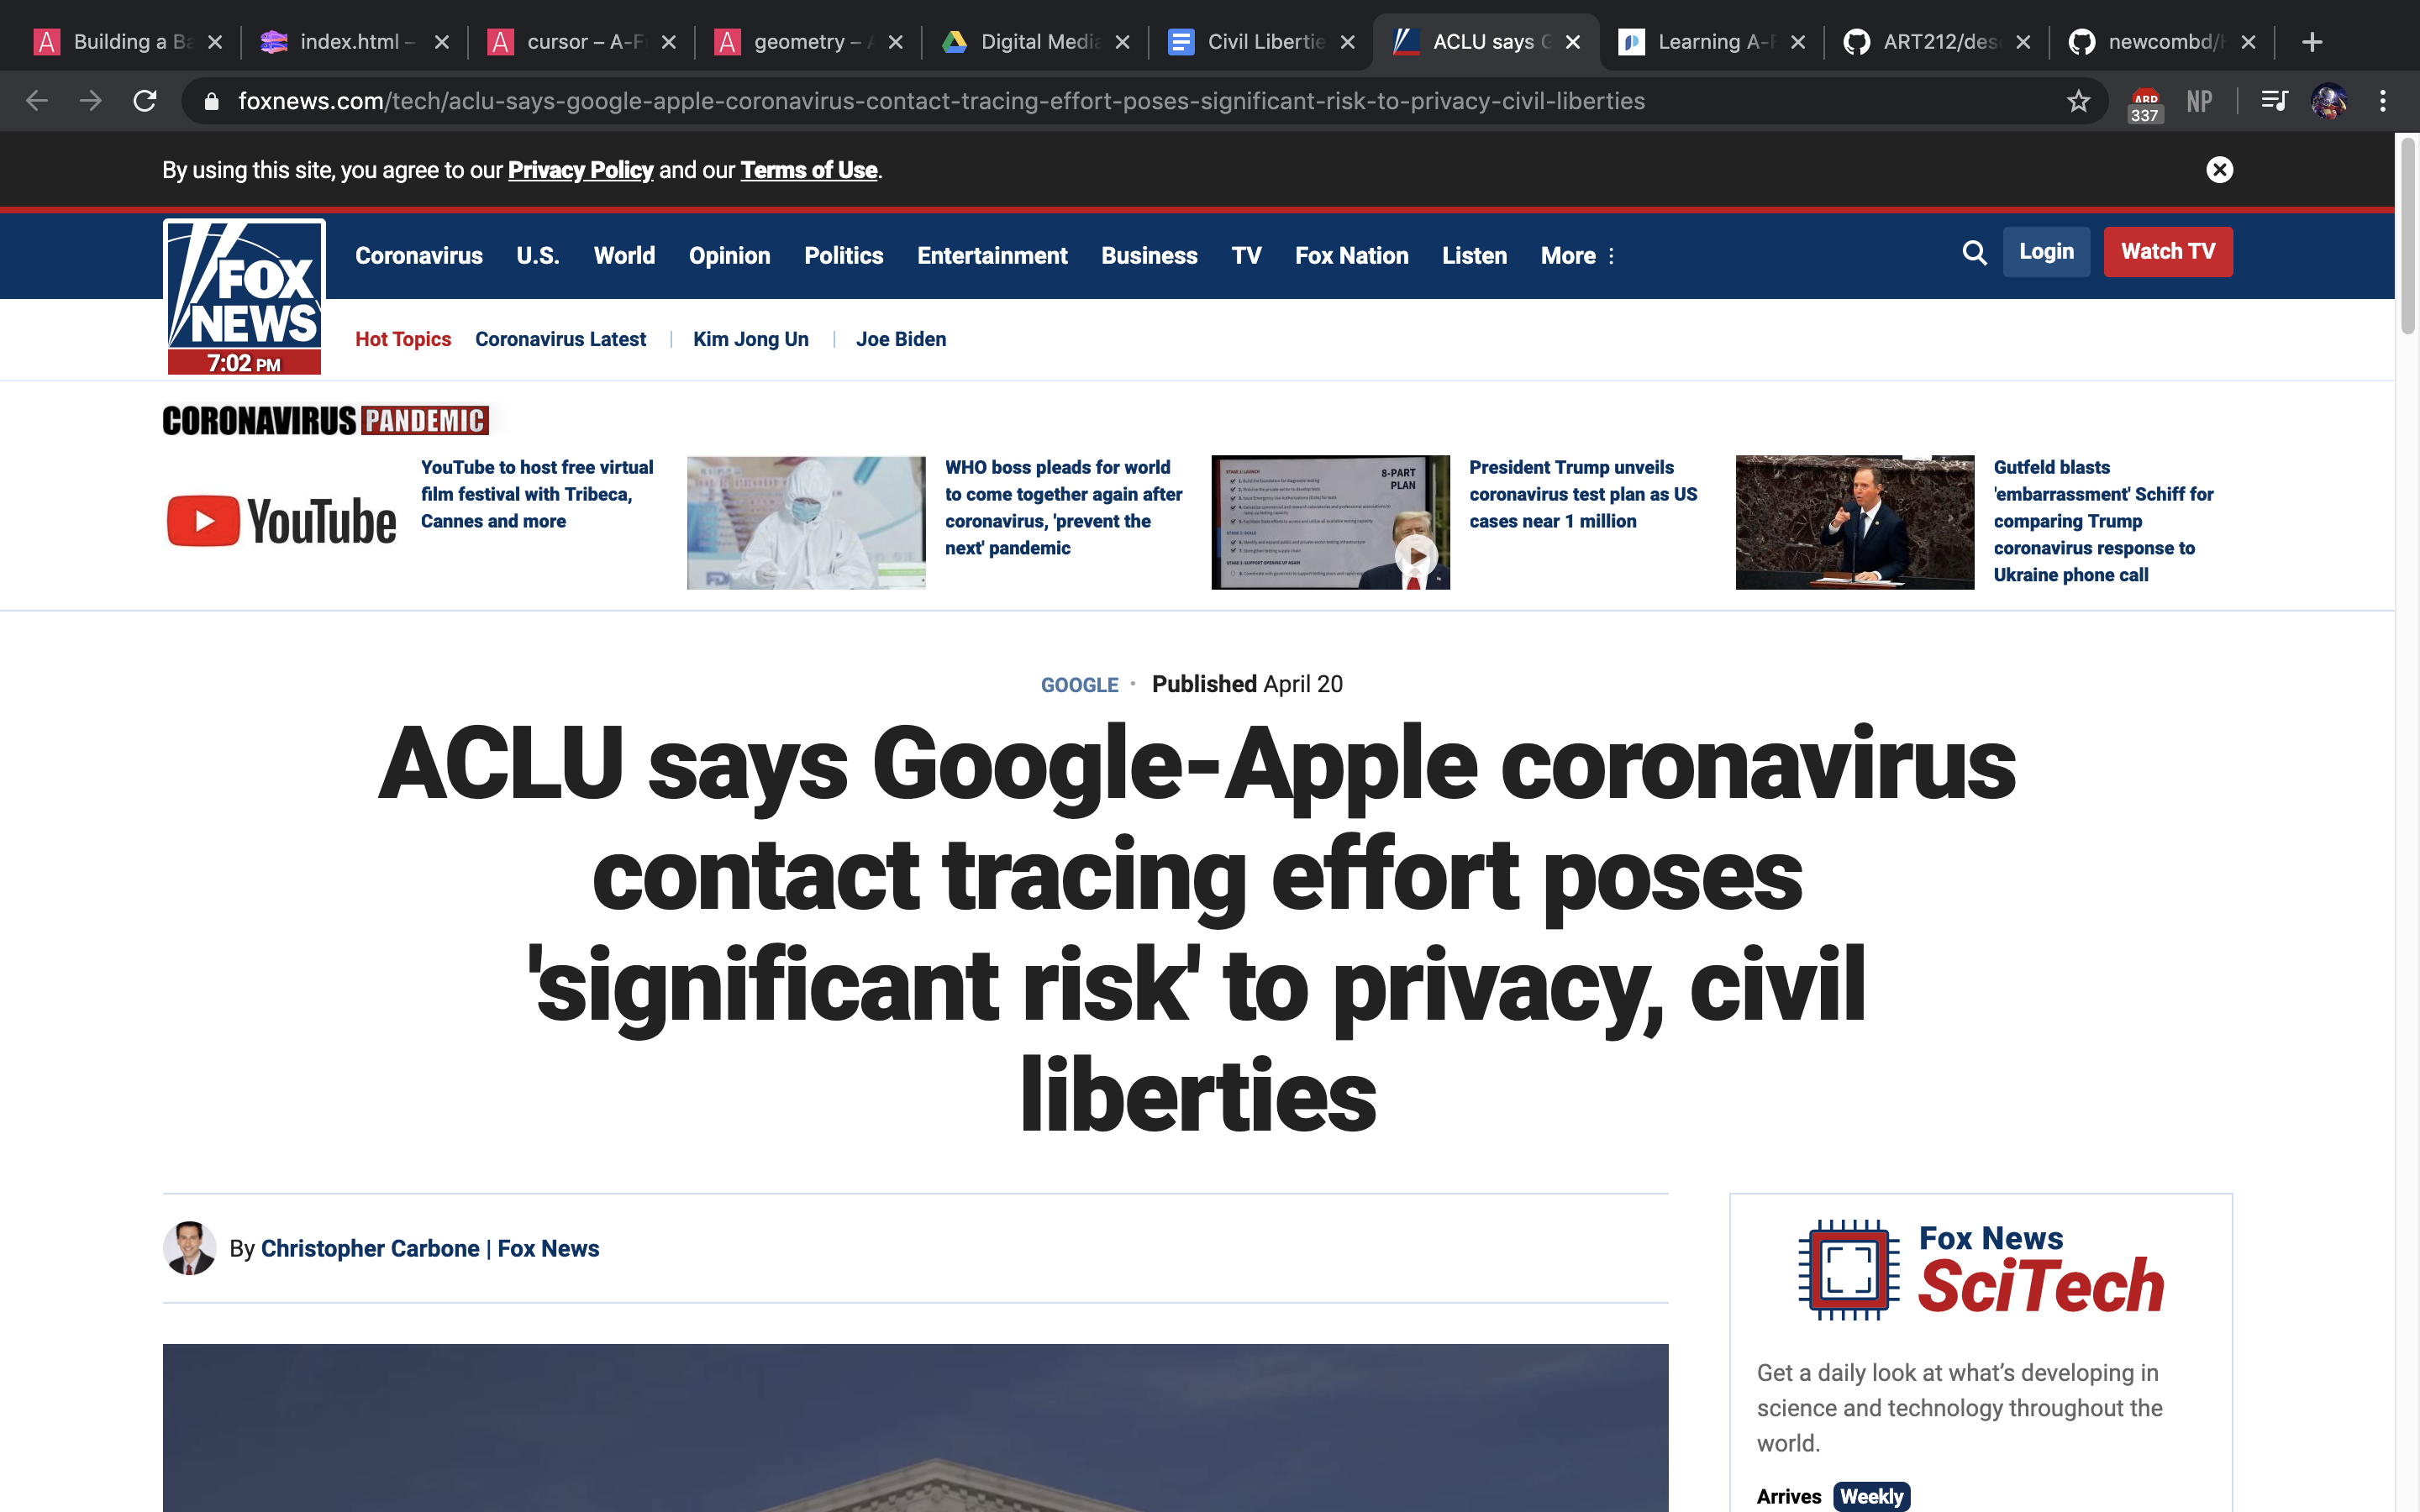 Building a Ba
index.html –
cursor – A-F
geometry – A
Digital Media
Civil Libertie
ACLU says G
Learning A-F
ART212/des
newcombd/H
foxnews.com/tech/aclu-says-google-apple-coronavirus-contact-tracing-effort-poses-significant-risk-to-privacy-civil-liberties
ABP
337
NP
By using this site, you agree to our Privacy Policy and our Terms of Use.
FOX
NEWS
7:02 PM
Coronavirus U.S. World Opinion Politics Entertainment Business TV Fox Nation Listen More
Login
Watch TV
Hot Topics Coronavirus Latest Kim Jong Un Joe Biden
CORONAVIRUS PANDEMIC
YouTube
YouTube to host free virtual
film festival with Tribeca,
Cannes and more
WHO boss pleads for world
to come together again after
coronavirus, 'prevent the
next' pandemic
8-PART
PLAN
President Trump unveils
coronavirus test plan as US
cases near 1 million
Gutfeld blasts
'embarrassment' Schiff for
comparing Trump
coronavirus response to
Ukraine phone call
GOOGLE · Published April 20
ACLU says Google-Apple coronavirus
contact tracing effort poses
'significant risk' to privacy, civil
liberties
By Christopher Carbone | Fox News
Fox News
SciTech
Get a daily look at what's developing in
science and technology throughout the
world.
Arrives Weekly